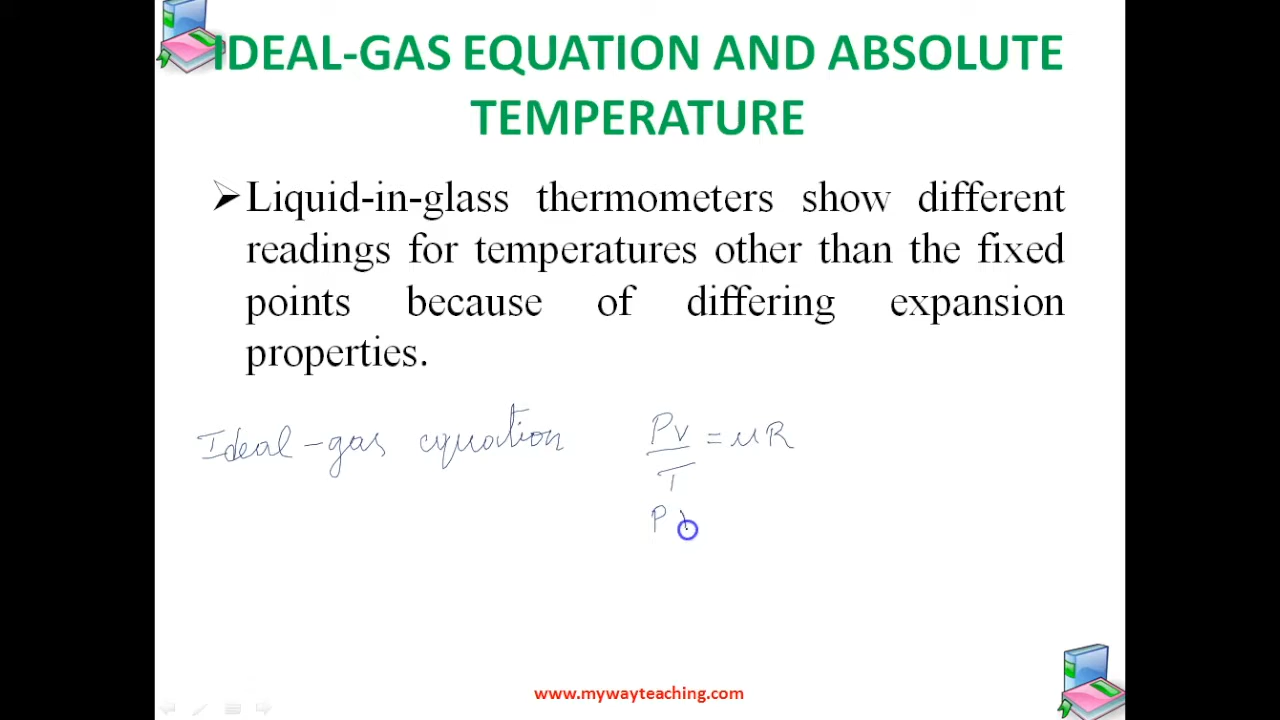 IDEAL-GAS EQUATION AND ABSOLUTE
TEMPERATURE
➢Liquid-in-glass thermometers show different
readings for temperatures other than the fixed
points because of differing expansion
properties.
Ideal-gas equation PV/T = μR
P
www.mywayteaching.com